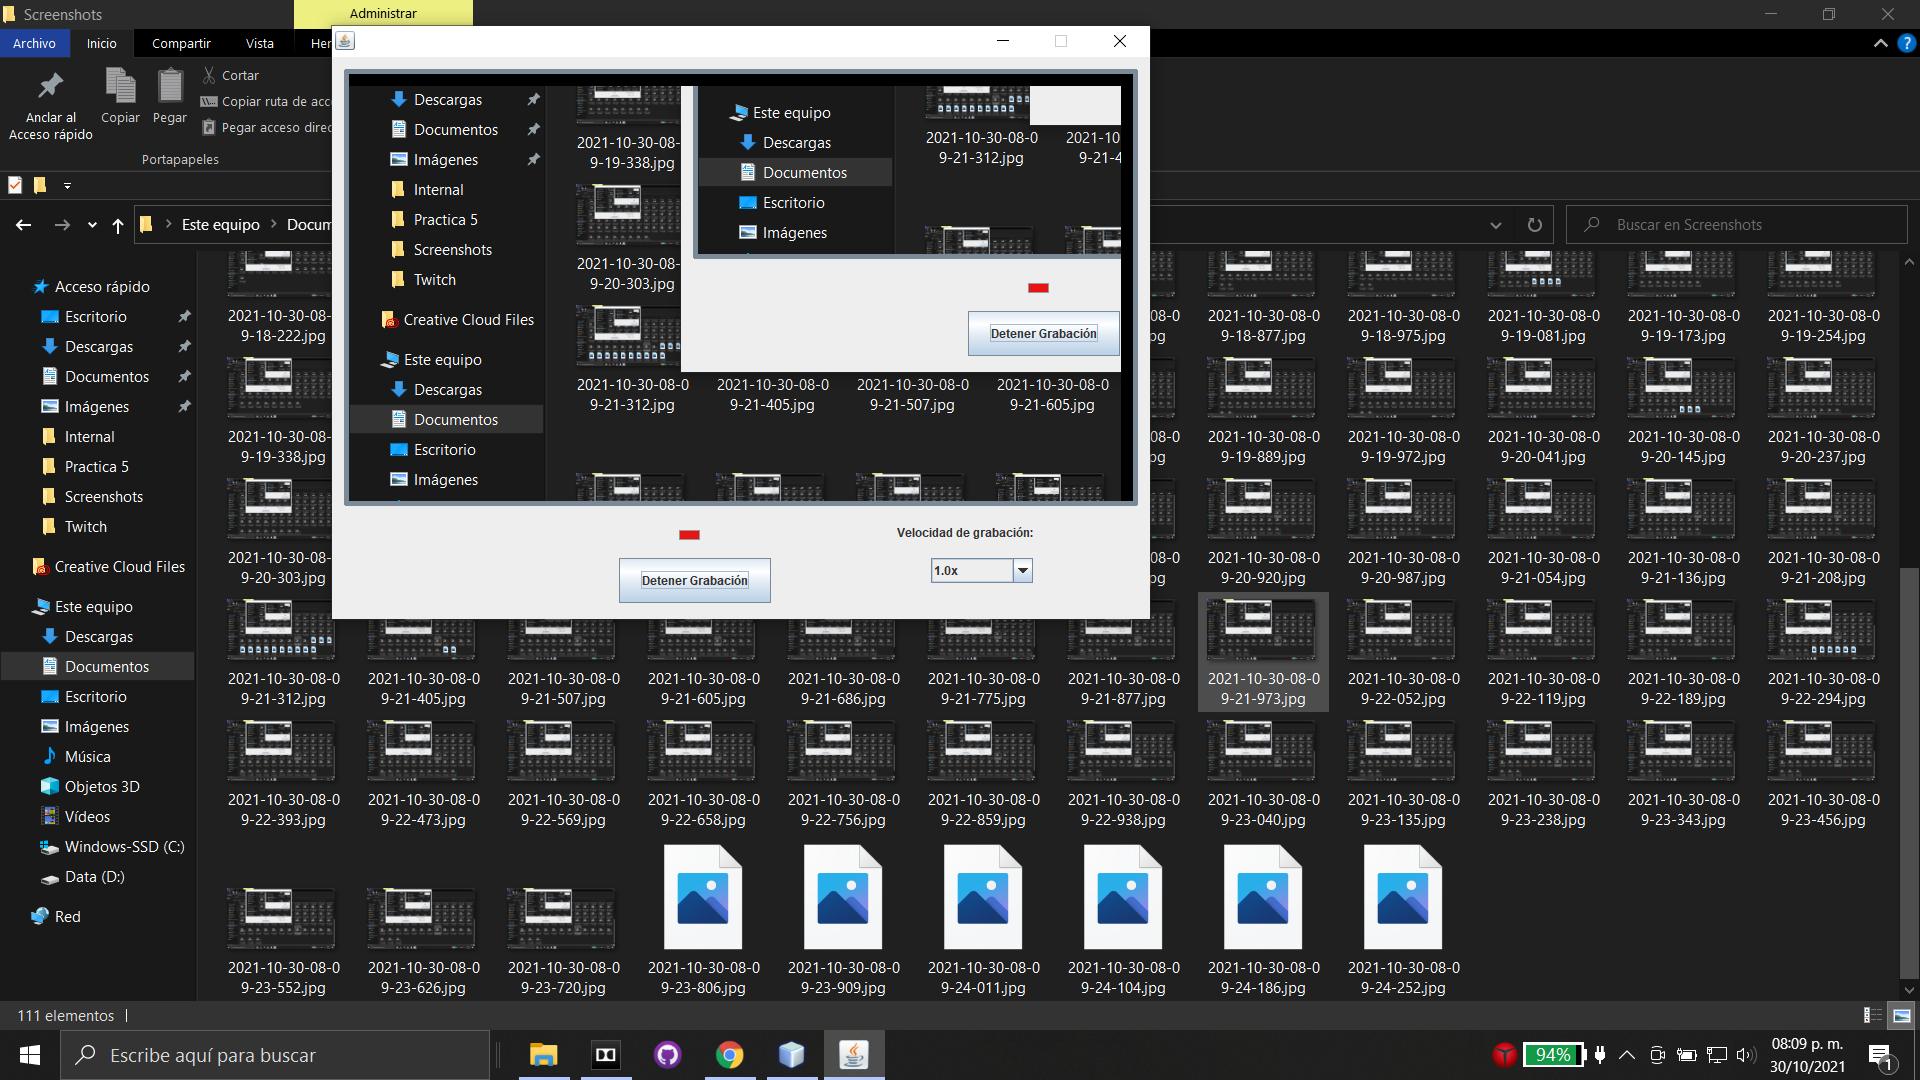 Screenshots
Administrar
Archivo
Inicio
Compartir
Vista
Her
Cortar
Copiar ruta de acc
Pegar acceso direc
Anclar al
Acceso rápido
Copiar
Pegar
Portapapeles
Este equipo
Docum
Buscar en Screenshots
Acceso rápido
Escritorio
Descargas
Documentos
Imágenes
Internal
Practica 5
Screenshots
Twitch
Creative Cloud Files
Este equipo
Descargas
Documentos
Escritorio
Imágenes
Música
Objetos 3D
Vídeos
Windows-SSD (C:)
Data (D:)
Red
Descargas
Documentos
Imágenes
Internal
Practica 5
Screenshots
Twitch
Creative Cloud Files
Este equipo
Descargas
Documentos
Escritorio
Imágenes
2021-10-30-08-
9-19-338.jpg
2021-10-30-08-
9-20-303.jpg
2021-10-30-08-0 2021-10-30-08-0 2021-10-30-08-0 2021-10-30-08-0
9-21-312.jpg 9-21-405.jpg 9-21-507.jpg 9-21-605.jpg
Este equipo
Descargas
Documentos
Escritorio
Imágenes
2021-10-30-08-0 2021-10
9-21-312.jpg 9-21-4
Detener Grabación
Velocidad de grabación:
Detener Grabación
1.0x
2021-10-30-08- 2021-10-30-08-0 2021-10-30-08-0 2021-10-30-08-0 2021-10-30-08-0 2021-10-30-08-0
9-18-222.jpg pg 9-18-877.jpg 9-18-975.jpg 9-19-081.jpg 9-19-173.jpg 9-19-254.jpg
2021-10-30-08- 08-0 2021-10-30-08-0 2021-10-30-08-0 2021-10-30-08-0 2021-10-30-08-0 2021-10-30-08-0
9-19-338.jpg pg 9-19-889.jpg 9-19-972.jpg 9-20-041.jpg 9-20-145.jpg 9-20-237.jpg
2021-10-30-08- 08-0 2021-10-30-08-0 2021-10-30-08-0 2021-10-30-08-0 2021-10-30-08-0 2021-10-30-08-0
9-20-303.jpg pg 9-20-920.jpg 9-20-987.jpg 9-21-054.jpg 9-21-136.jpg 9-21-208.jpg
2021-10-30-08-0 2021-10-30-08-0 2021-10-30-08-0 2021-10-30-08-0 2021-10-30-08-0 2021-10-30-08-0 2021-10-30-08-0 2021-10-30-08-0 2021-10-30-08-0 2021-10-30-08-0 2021-10-30-08-0 2021-10-30-08-0
9-21-312.jpg 9-21-405.jpg 9-21-507.jpg 9-21-605.jpg 9-21-686.jpg 9-21-775.jpg 9-21-877.jpg 9-21-973.jpg 9-22-052.jpg 9-22-119.jpg 9-22-189.jpg 9-22-294.jpg
2021-10-30-08-0 2021-10-30-08-0 2021-10-30-08-0 2021-10-30-08-0 2021-10-30-08-0 2021-10-30-08-0 2021-10-30-08-0 2021-10-30-08-0 2021-10-30-08-0 2021-10-30-08-0 2021-10-30-08-0 2021-10-30-08-0
9-22-393.jpg 9-22-473.jpg 9-22-569.jpg 9-22-658.jpg 9-22-756.jpg 9-22-859.jpg 9-22-938.jpg 9-23-040.jpg 9-23-135.jpg 9-23-238.jpg 9-23-343.jpg 9-23-456.jpg
2021-10-30-08-0 2021-10-30-08-0 2021-10-30-08-0 2021-10-30-08-0 2021-10-30-08-0 2021-10-30-08-0 2021-10-30-08-0 2021-10-30-08-0 2021-10-30-08-0
9-23-552.jpg 9-23-626.jpg 9-23-720.jpg 9-23-806.jpg 9-23-909.jpg 9-24-011.jpg 9-24-104.jpg 9-24-186.jpg 9-24-252.jpg
111 elementos
Escribe aquí para buscar
94%
08:09 p. m.
30/10/2021
1